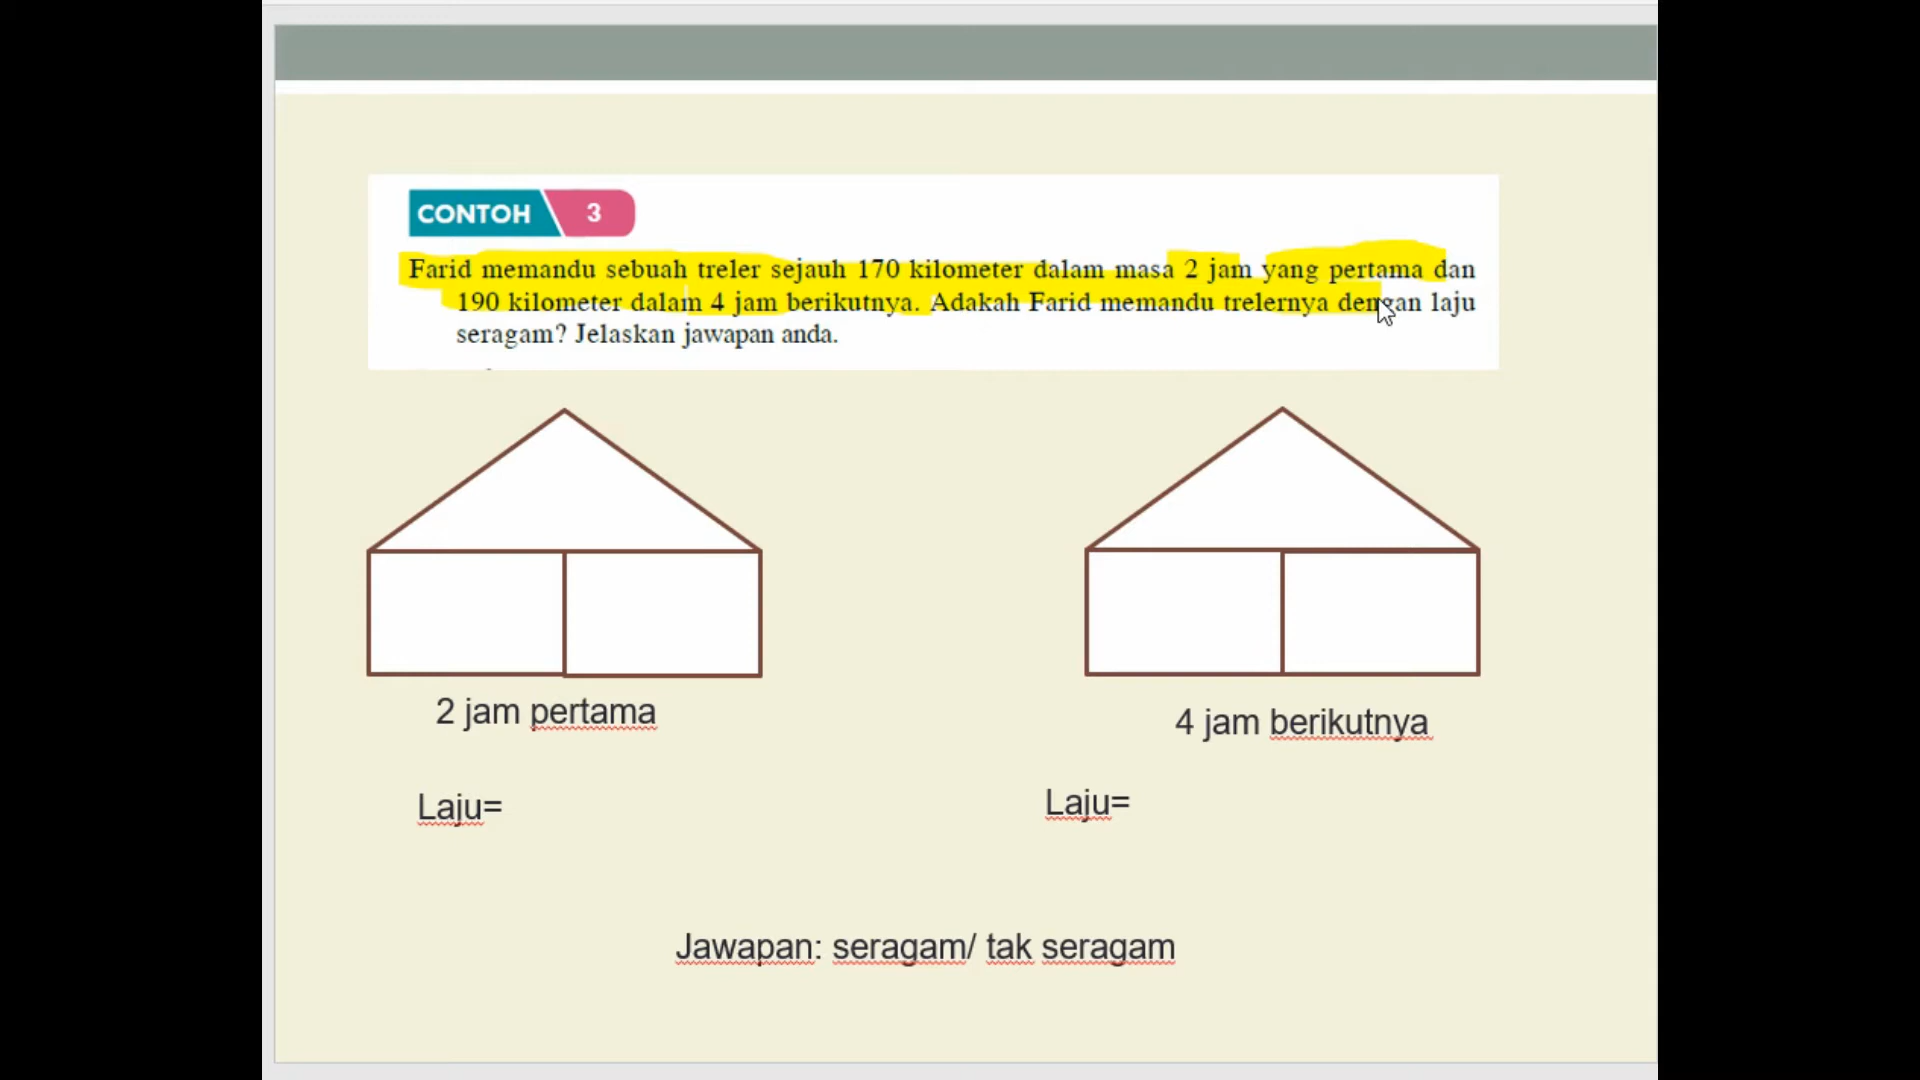 CONTOH 3
Farid memandu sebuah treler sejauh 170 kilometer dalam masa 2 jam yang pertama dan
190 kilometer dalam 4 jam berikutnya. Adakah Farid memandu trelernya dengan laju
seragam? Jelaskan jawapan anda.
2 jam pertama
4 jam berikutnya
Laju=
Laju=
Jawapan: seragam/ tak seragam